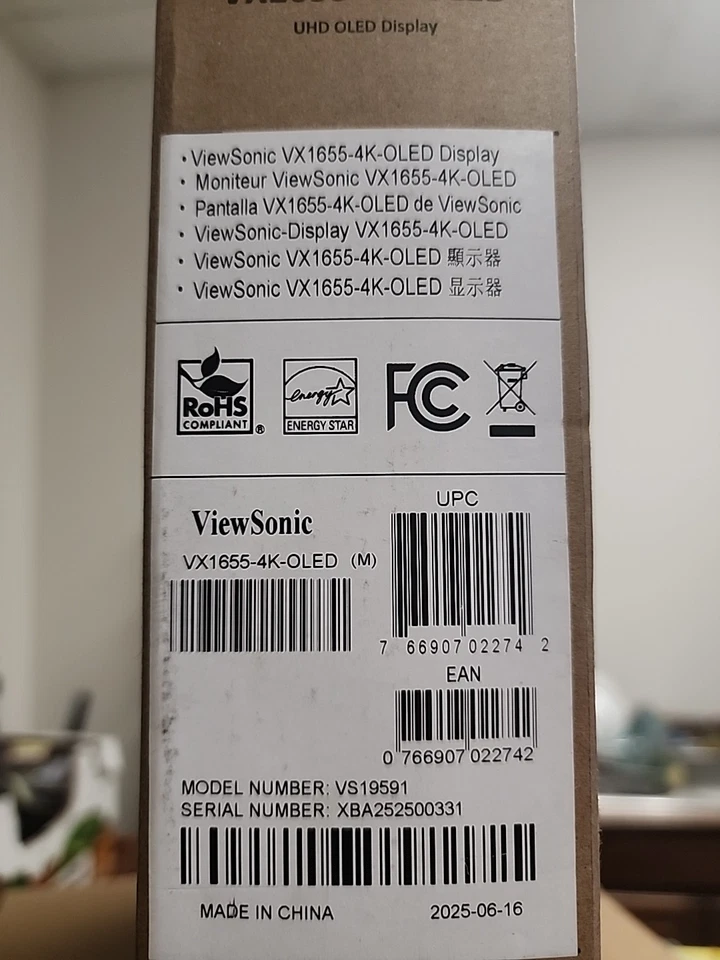 UHD OLED Display
• ViewSonic VX1655-4K-OLED Display
• Moniteur ViewSonic VX1655-4K-OLED
• Pantalla VX1655-4K-OLED de ViewSonic
• ViewSonic-Display VX1655-4K-OLED
• ViewSonic VX1655-4K-OLED 顯示器
• ViewSonic VX1655-4K-OLED 显示器
RoHS
COMPLIANT
®
energy
ENERGY STAR
FC
ViewSonic
VX1655-4K-OLED (M)
UPC
7 66907 02274 2
EAN
0 766907 022742
MODEL NUMBER: VS19591
SERIAL NUMBER: XBA252500331
MADE IN CHINA 2025-06-16